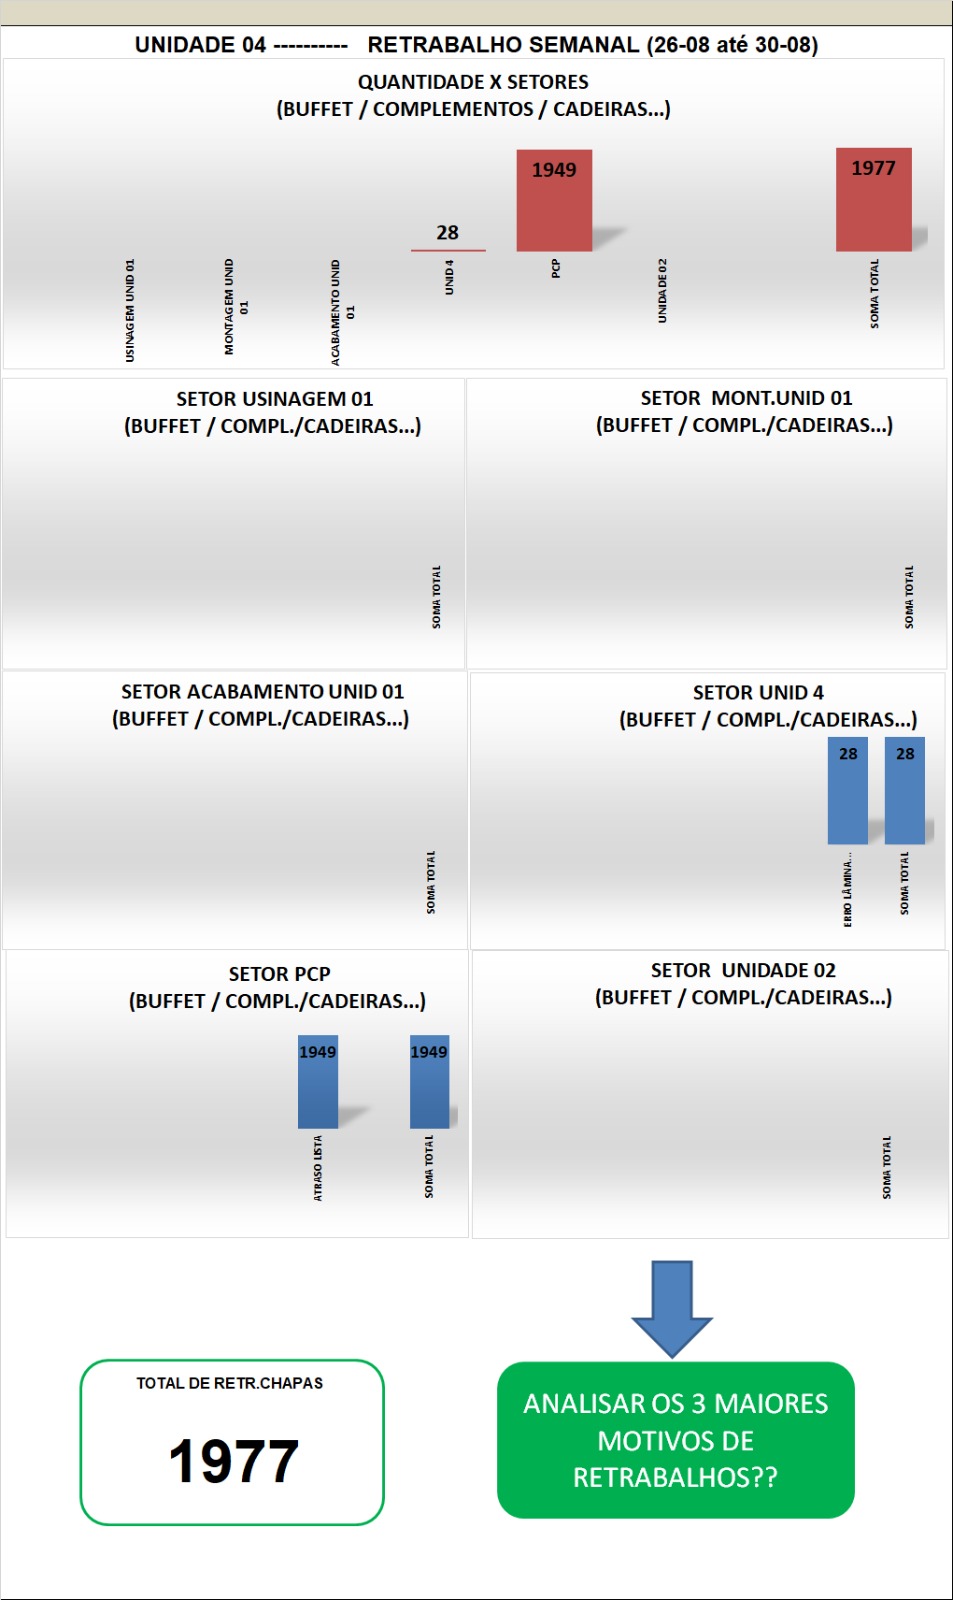 UNIDADE 04 ---------- RETRABALHO SEMANAL (26-08 até 30-08)
QUANTIDADE X SETORES
(BUFFET / COMPLEMENTOS / CADEIRAS...)
28
1949
1977
USINAGEM UNID 01
MONTAGEM UNID
01
ACABAMENTO UNID
01
UNID 4
PCP
UNIDADE 02
SOMA TOTAL
SETOR USINAGEM 01
(BUFFET / COMPL./CADEIRAS...)
SOMA TOTAL
SETOR MONT.UNID 01
(BUFFET / COMPL./CADEIRAS...)
SOMA TOTAL
SETOR ACABAMENTO UNID 01
(BUFFET / COMPL./CADEIRAS...)
SOMA TOTAL
SETOR UNID 4
(BUFFET / COMPL./CADEIRAS...)
28
28
ERRO LÂMINA...
SOMA TOTAL
SETOR PCP
(BUFFET / COMPL./CADEIRAS...)
1949
1949
ATRASO LISTA
SOMA TOTAL
SETOR UNIDADE 02
(BUFFET / COMPL./CADEIRAS...)
SOMA TOTAL
TOTAL DE RETR.CHAPAS
1977
ANALISAR OS 3 MAIORES
MOTIVOS DE
RETRABALHOS??